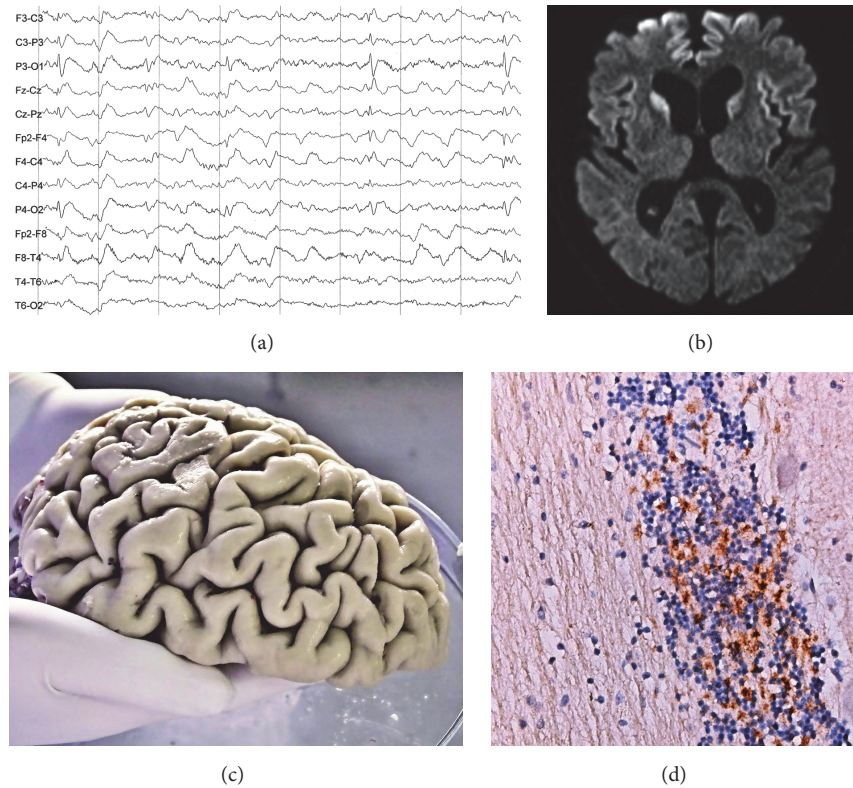 F3-C3
C3-P3
P3-O1
Fz-Cz
Cz-Pz
Fp2-F4
F4-C4
C4-P4
P4-O2
Fp2-F8
F8-T4
T4-T6
T6-O2
(a)
(b)
(c)
(d)